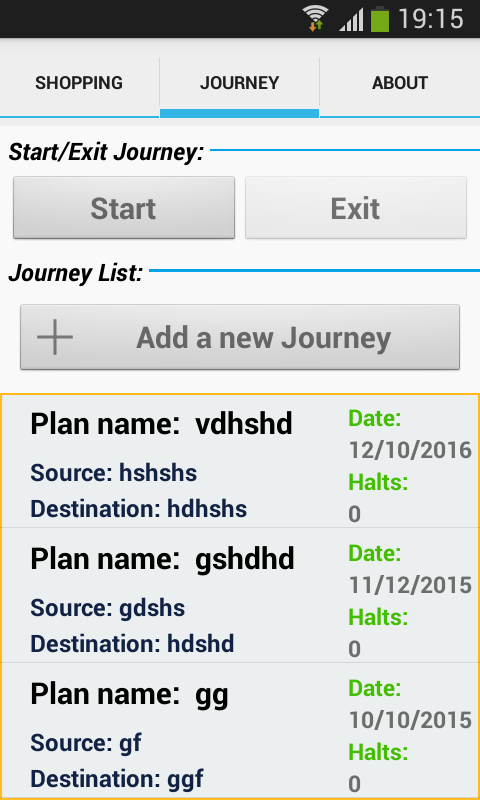 19:15
SHOPPING JOURNEY ABOUT
Start/Exit Journey:
Start Exit
Journey List:
Add a new Journey
Plan name: vdhshd
Source: hshshs
Destination: hdhshs
Date:
12/10/2016
Halts:
0
Plan name: gshdhd
Source: gdshs
Destination: hdshd
Date:
11/12/2015
Halts:
0
Plan name: gg
Source: gf
Destination: ggf
Date:
10/10/2015
Halts:
0